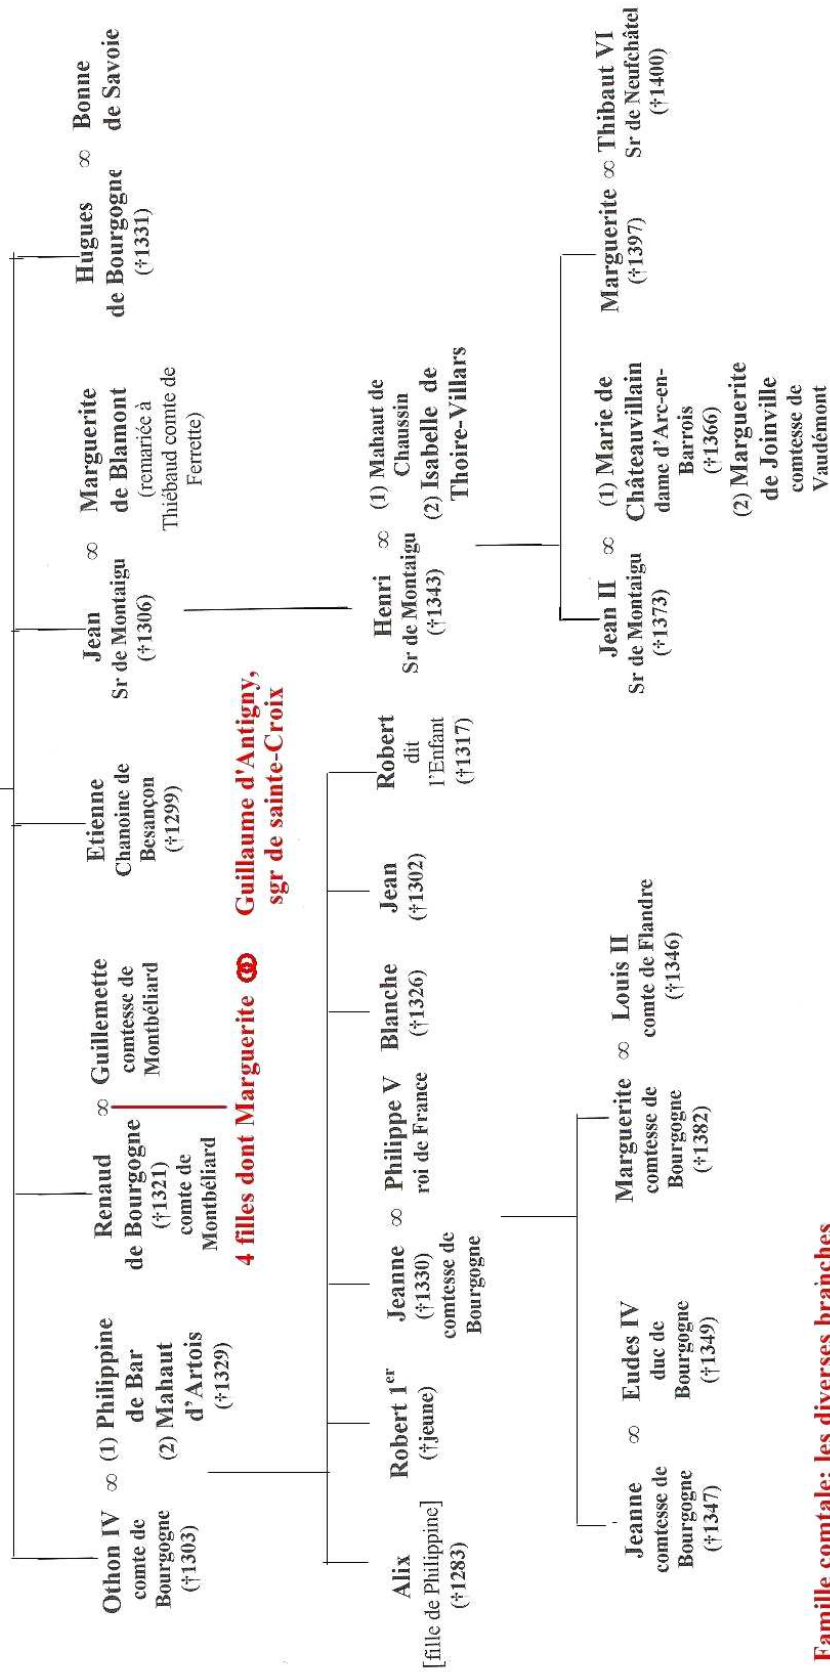 Othon IV ∞ (1) Philippine
comte de
de Bar
Bourgogne
(2) Mahaut
(†1303)
d'Artois
(†1329)
Renaud ∞ Guillemette
de Bourgogne
comtesse de
(†1321)
Montbéliard
comte de
Montbéliard
Etienne
Chanoine de
Besançon
(†1299)
Jean ∞ Marguerite
Sr de Montaigu
de Blamont
(†1306)
(remariée à
Thiébaud comte de
Ferrette)
Hugues ∞ Bonne
de Bourgogne
de Savoie
(†1331)
4 filles dont Marguerite ⚭ Guillaume d'Antigny,
sgr de sainte-Croix
Alix
[fille de Philippine]
(†1283)
Robert 1er
(†jeune)
Jeanne ∞ Philippe V
(†1330)
roi de France
comtesse de
Bourgogne
Blanche
(†1326)
Jean
(†1302)
Robert
dit
l'Enfant
(†1317)
Henri ∞ (1) Mahaut de
Sr de Montaigu
Chaussin
(†1343)
(2) Isabelle de
Thoire-Villars
Jeanne ∞ Eudes IV
comtesse de
duc de
Bourgogne
Bourgogne
(†1347)
(†1349)
Marguerite ∞ Louis II
comtesse de
comte de Flandre
Bourgogne
(†1346)
(†1382)
Jean II ∞ (1) Marie de
Sr de Montaigu
Châteauvillain
(†1373)
dame d'Arc-en-
Barrois
(†1366)
(2) Marguerite
de Joinville
comtesse de
Vaudémont
Marguerite ∞ Thibaut VI
(†1397)
Sr de Neufchâtel
(†1400)
Famille comtale: les diverses branches